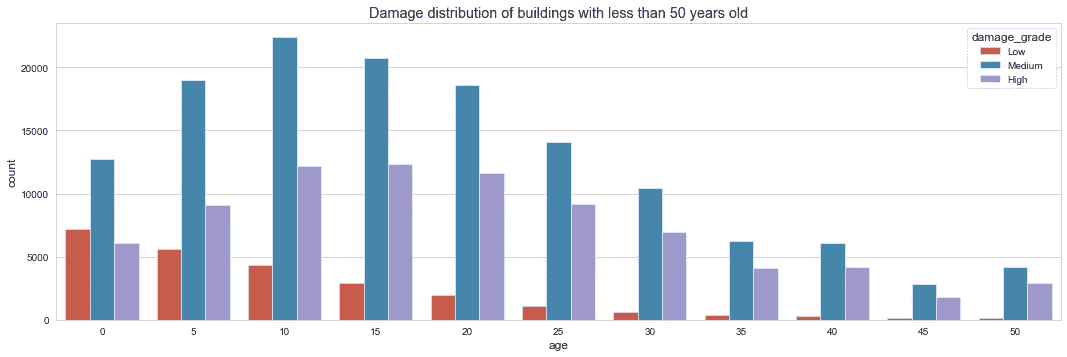 Damage distribution of buildings with less than 50 years old
damage_grade
Low
Medium
High
20000
15000
10000
5000
0
count
0 5 10 15 20 25 30 35 40 45 50
age